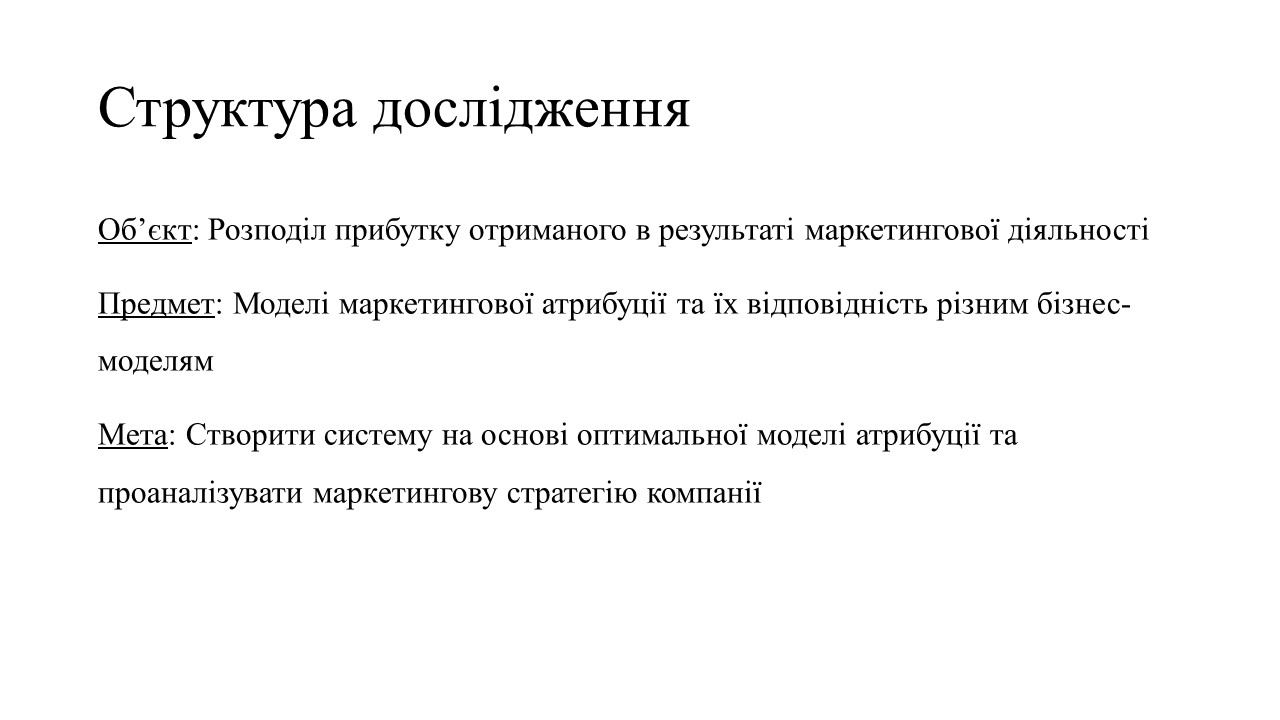 Структура дослідження
Об’єкт: Розподіл прибутку отриманого в результаті маркетингової діяльності
Предмет: Моделі маркетингової атрибуції та їх відповідність різним бізнес-
моделям
Мета: Створити систему на основі оптимальної моделі атрибуції та
проаналізувати маркетингову стратегію компанії